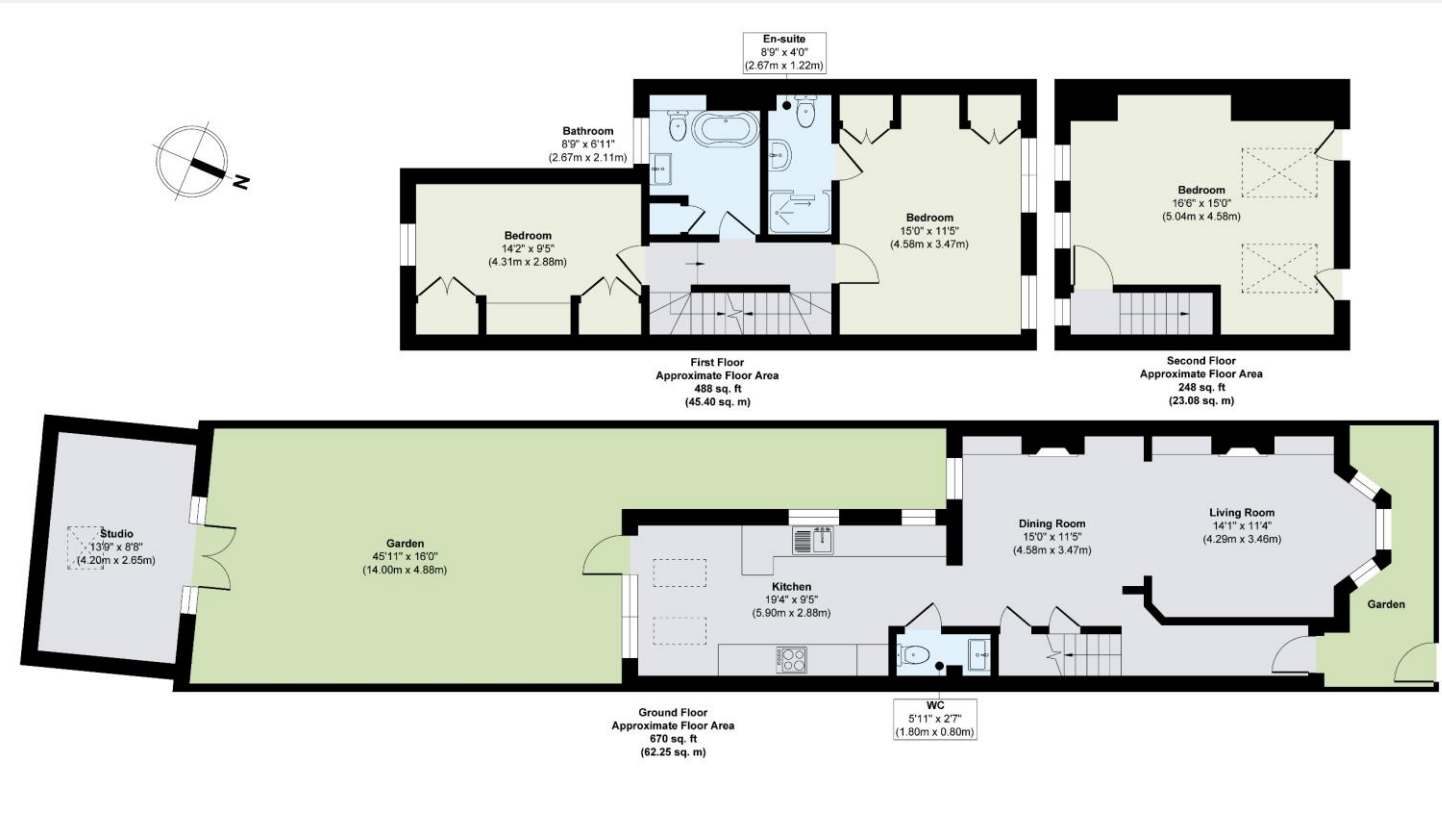 En-suite
8'9" x 4'0"
(2.67m x 1.22m)
Bathroom
8'9" x 6'11"
(2.67m x 2.11m)
N
Bedroom
14'2" x 9'5"
(4.31m x 2.88m)
Bedroom
15'0" x 11'5"
(4.58m x 3.47m)
Bedroom
16'6" x 15'0"
(5.04m x 4.58m)
First Floor
Approximate Floor Area
488 sq. ft
(45.40 sq. m)
Second Floor
Approximate Floor Area
248 sq. ft
(23.08 sq. m)
Studio
13'9" x 8'8"
(4.20m x 2.65m)
Garden
45'11" x 16'0"
(14.00m x 4.88m)
Kitchen
19'4" x 9'5"
(5.90m x 2.88m)
Dining Room
15'0" x 11'5"
(4.58m x 3.47m)
Living Room
14'1" x 11'4"
(4.29m x 3.46m)
Garden
WC
5'11" x 2'7"
(1.80m x 0.80m)
Ground Floor
Approximate Floor Area
670 sq. ft
(62.25 sq. m)